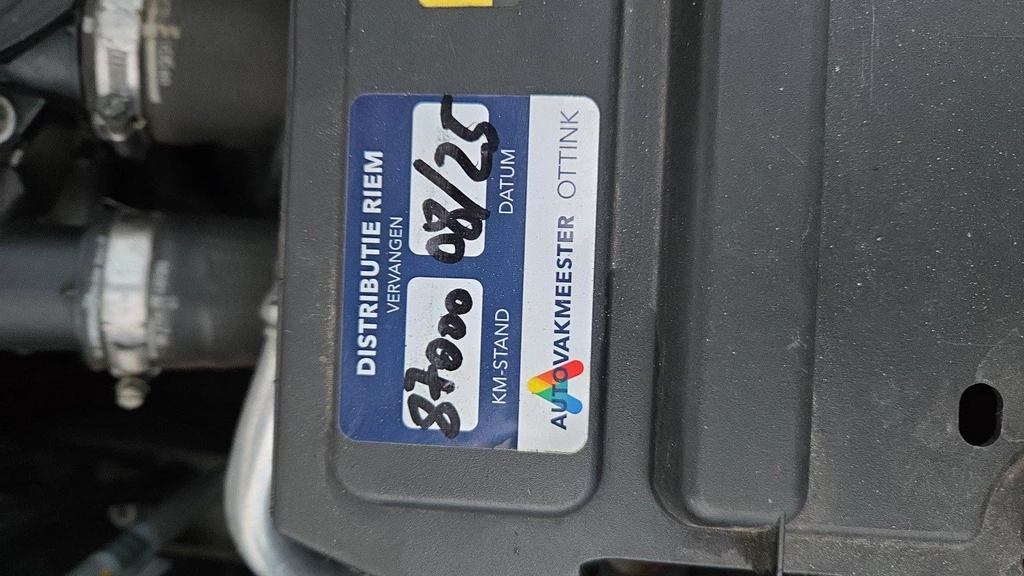 DISTRIBUTIE RIEM
VERVANGEN
87000 08/25
KM-STAND DATUM
AUTOVAKMEESTER OTTINK